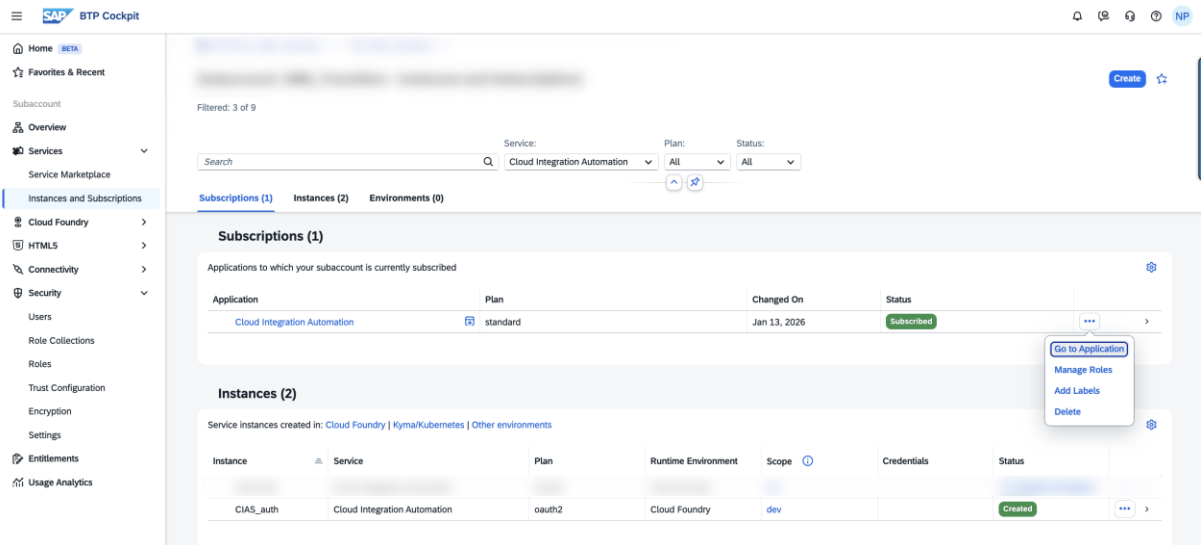 SAP BTP Cockpit NP
Home BETA
Favorites & Recent
Subaccount
Overview
Services
Service Marketplace
Instances and Subscriptions
Cloud Foundry
HTML5
Connectivity
Security
Users
Role Collections
Roles
Trust Configuration
Encryption
Settings
Entitlements
Usage Analytics
Create
Filtered: 3 of 9
Service: Plan: Status:
Search Cloud Integration Automation All All
Subscriptions (1) Instances (2) Environments (0)
Subscriptions (1)
Applications to which your subaccount is currently subscribed
Application Plan Changed On Status
Cloud Integration Automation standard Jan 13, 2026 Subscribed
Go to Application
Manage Roles
Add Labels
Delete
Instances (2)
Service instances created in: Cloud Foundry | Kyma/Kubernetes | Other environments
Instance Service Plan Runtime Environment Scope Credentials Status
CIAS_auth Cloud Integration Automation oauth2 Cloud Foundry dev Created